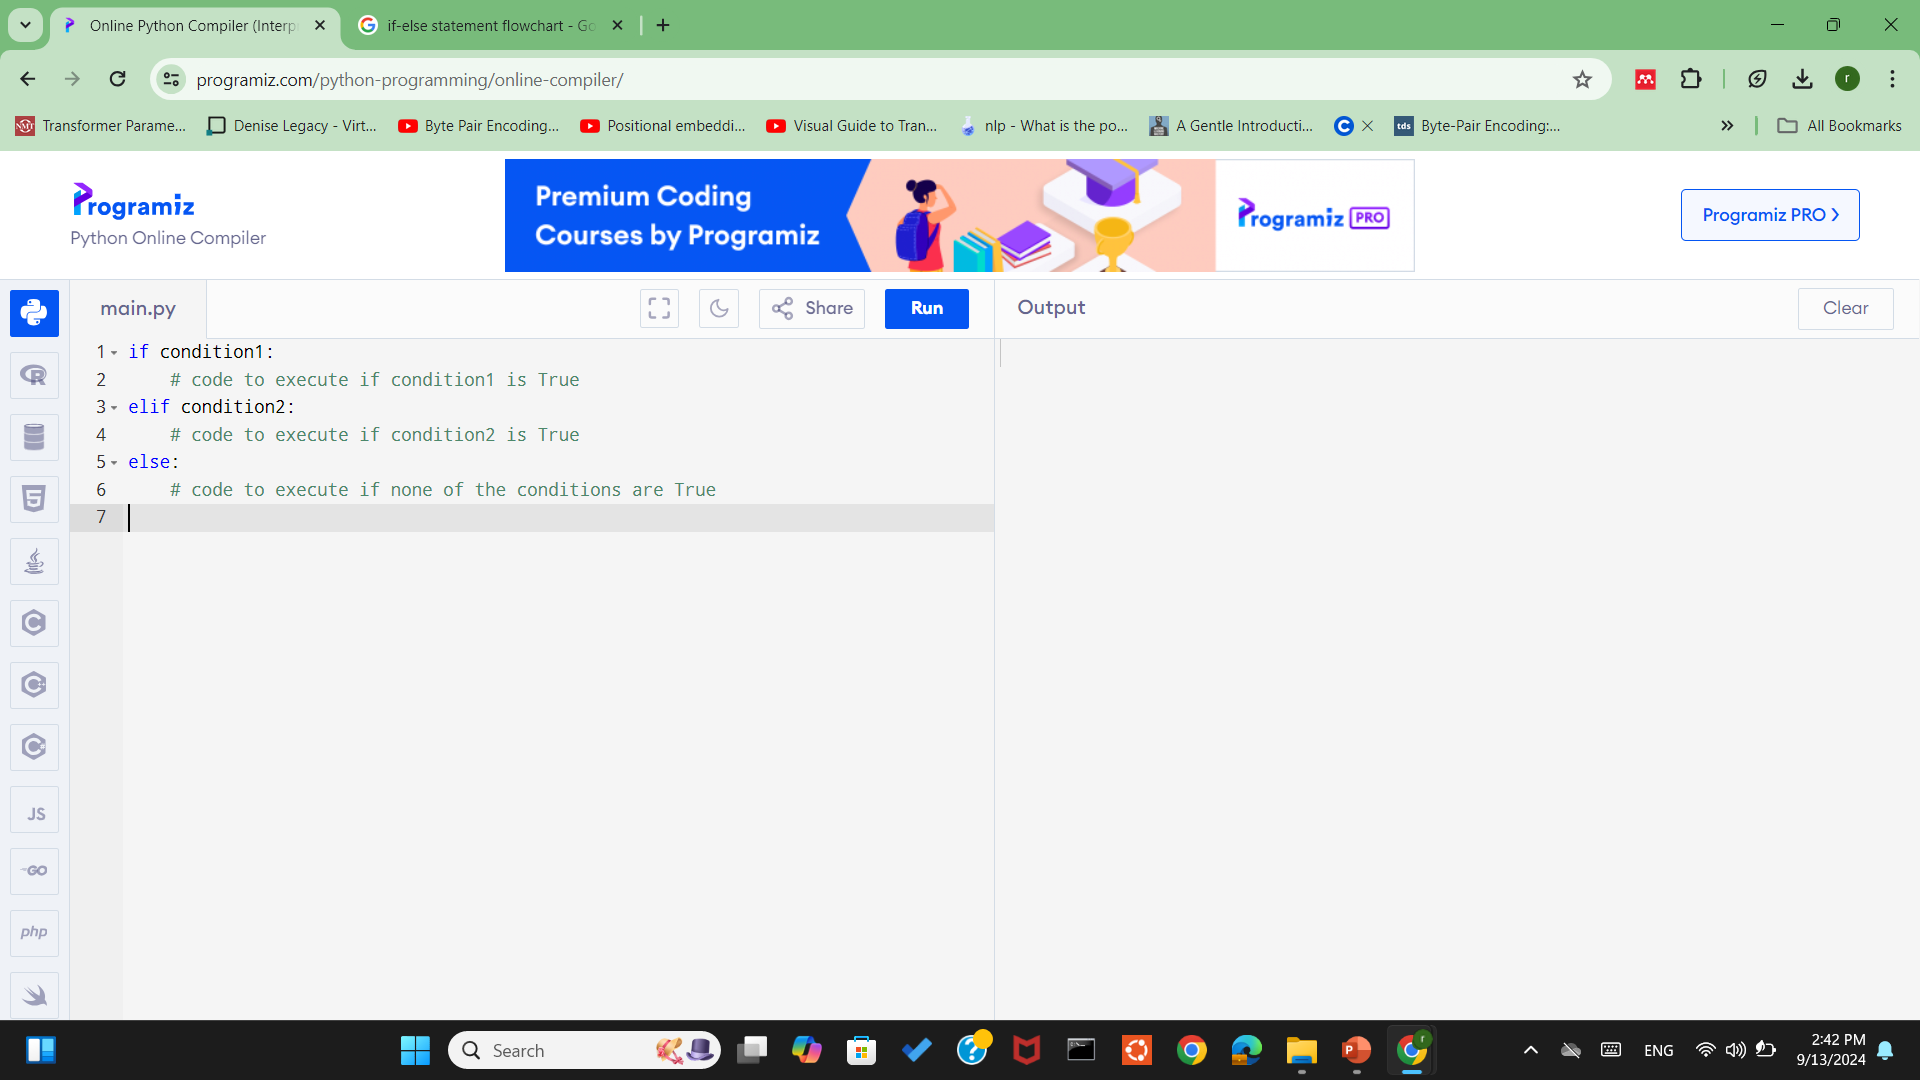 Online Python Compiler (Interp
if-else statement flowchart - Go
programiz.com/python-programming/online-compiler/
r
Transformer Parame...
Denise Legacy - Virt...
Byte Pair Encoding...
Positional embeddi...
Visual Guide to Tran...
nlp - What is the po...
A Gentle Introducti...
tds
Byte-Pair Encoding:...
All Bookmarks
Programiz
Python Online Compiler
Premium Coding
Courses by Programiz
Programiz PRO
Programiz PRO
main.py
Share
Run
Output
Clear
1 if condition1:
2 # code to execute if condition1 is True
3 elif condition2:
4 # code to execute if condition2 is True
5 else:
6 # code to execute if none of the conditions are True
7
R
5
C
C
C
JS
GO
php
Search
ENG
2:42 PM
9/13/2024